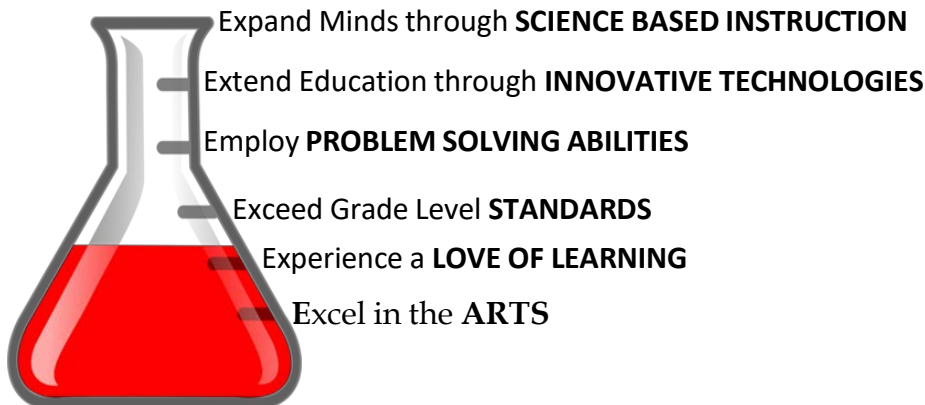 Expand Minds through SCIENCE BASED INSTRUCTION
Extend Education through INNOVATIVE TECHNOLOGIES
Employ PROBLEM SOLVING ABILITIES
Exceed Grade Level STANDARDS
Experience a LOVE OF LEARNING
Excel in the ARTS